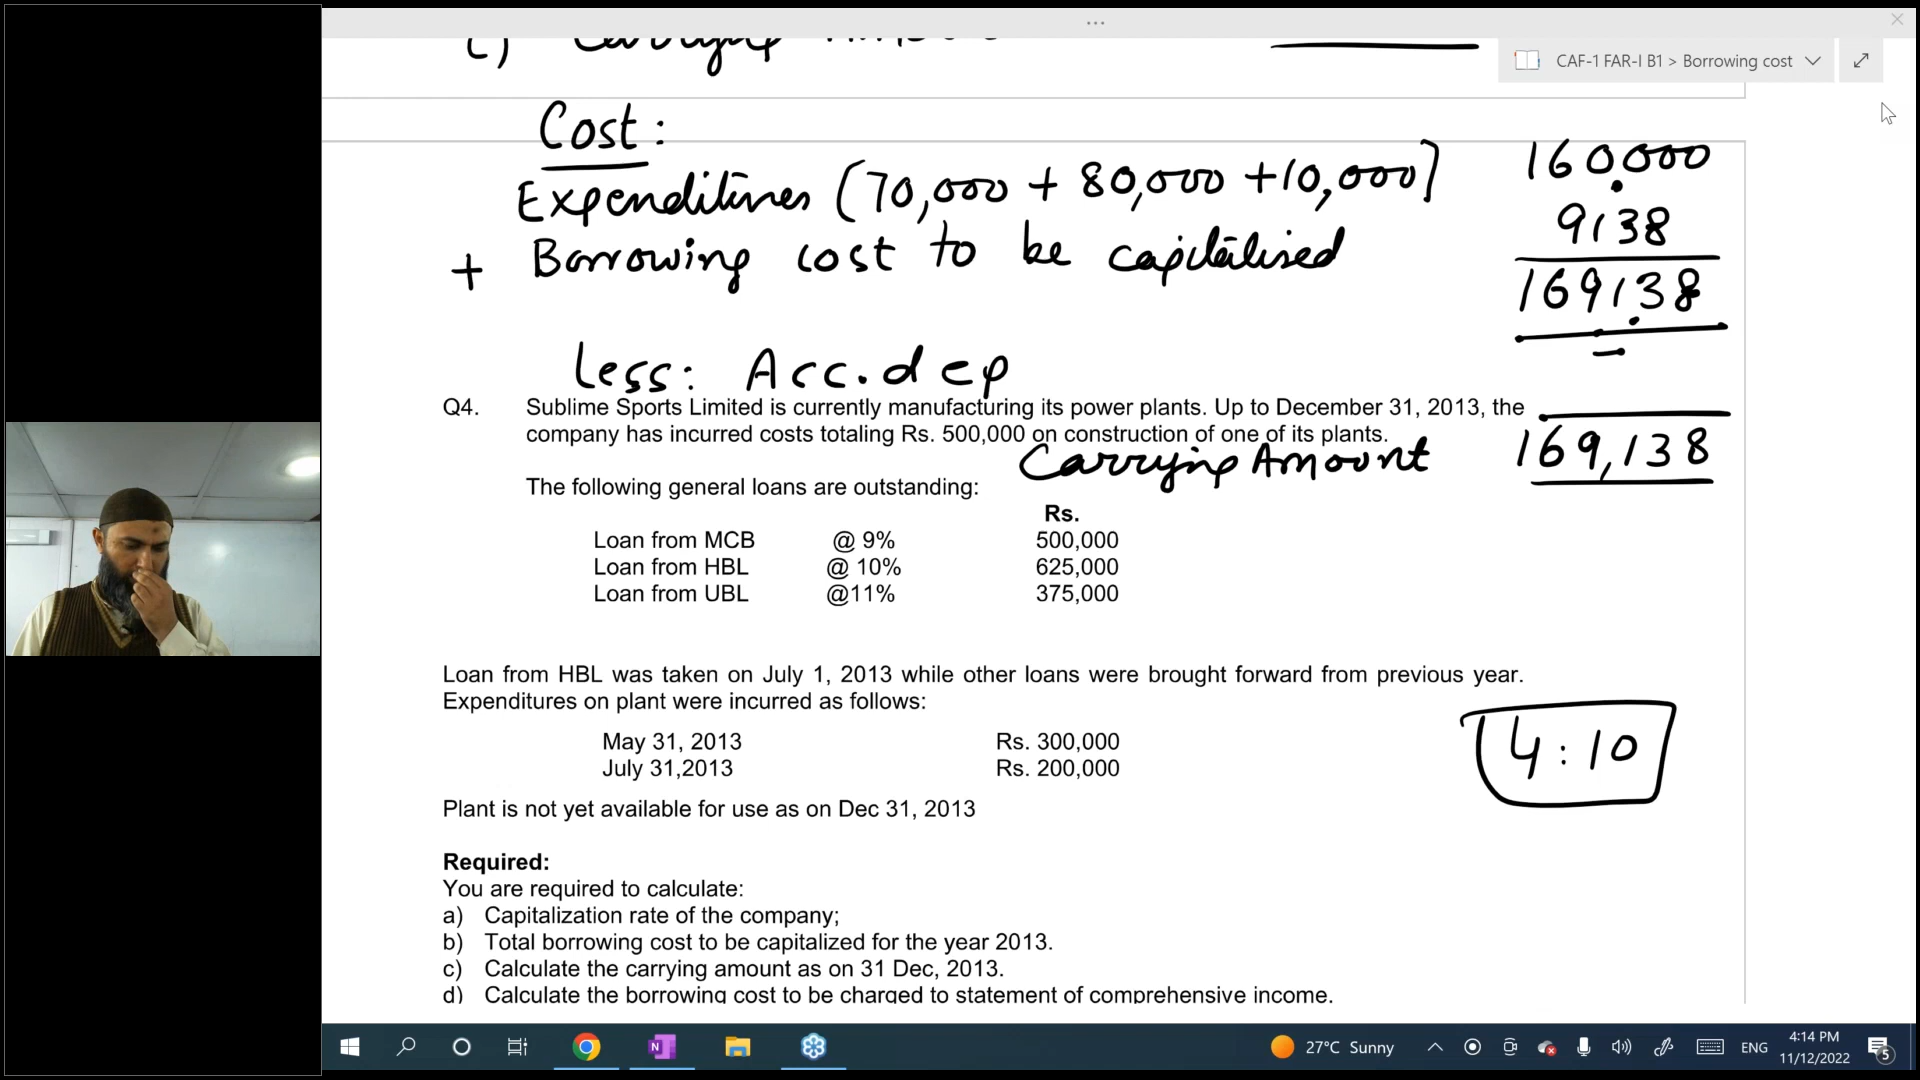 c) Carrying Amount
CAF-1 FAR-I B1 > Borrowing cost
Cost:
Expenditures (70,000 + 80,000 + 10,000) 160,000
+ Borrowing cost to be capitalised 9138
169,138
Less: Acc.dep
Q4. Sublime Sports Limited is currently manufacturing its power plants. Up to December 31, 2013, the
company has incurred costs totaling Rs. 500,000 on construction of one of its plants.
Carrying Amount 169,138
The following general loans are outstanding:
Rs.
Loan from MCB @ 9% 500,000
Loan from HBL @ 10% 625,000
Loan from UBL @11% 375,000
Loan from HBL was taken on July 1, 2013 while other loans were brought forward from previous year.
Expenditures on plant were incurred as follows:
May 31, 2013 Rs. 300,000
July 31,2013 Rs. 200,000
4:10
Plant is not yet available for use as on Dec 31, 2013
Required:
You are required to calculate:
a) Capitalization rate of the company;
b) Total borrowing cost to be capitalized for the year 2013.
c) Calculate the carrying amount as on 31 Dec, 2013.
d) Calculate the borrowing cost to be charged to statement of comprehensive income.
27°C Sunny
ENG
4:14 PM
11/12/2022
5